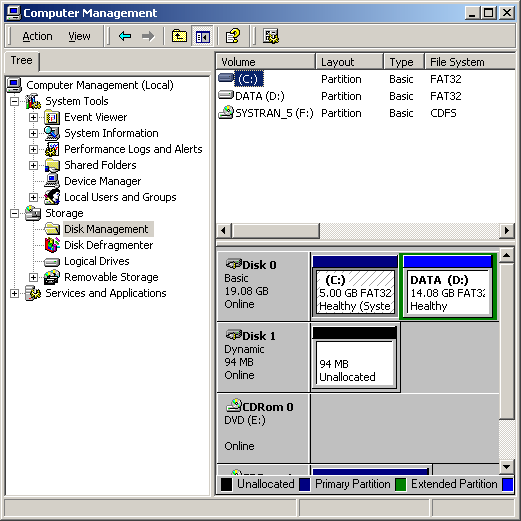 Computer Management
Action View
Tree
Computer Management (Local)
System Tools
Event Viewer
System Information
Performance Logs and Alerts
Shared Folders
Device Manager
Local Users and Groups
Storage
Disk Management
Disk Defragmenter
Logical Drives
Removable Storage
Services and Applications
Volume Layout Type File System
(C:) Partition Basic FAT32
DATA (D:) Partition Basic FAT32
SYSTRAN_5 (F:) Partition Basic CDFS
Disk 0
Basic
19.08 GB
Online
(C:)
5.00 GB FAT32
Healthy (Syste
DATA (D:)
14.08 GB FAT32
Healthy
Disk 1
Dynamic
94 MB
Online
94 MB
Unallocated
CDRom 0
DVD (E:)
Online
Unallocated Primary Partition Extended Partition